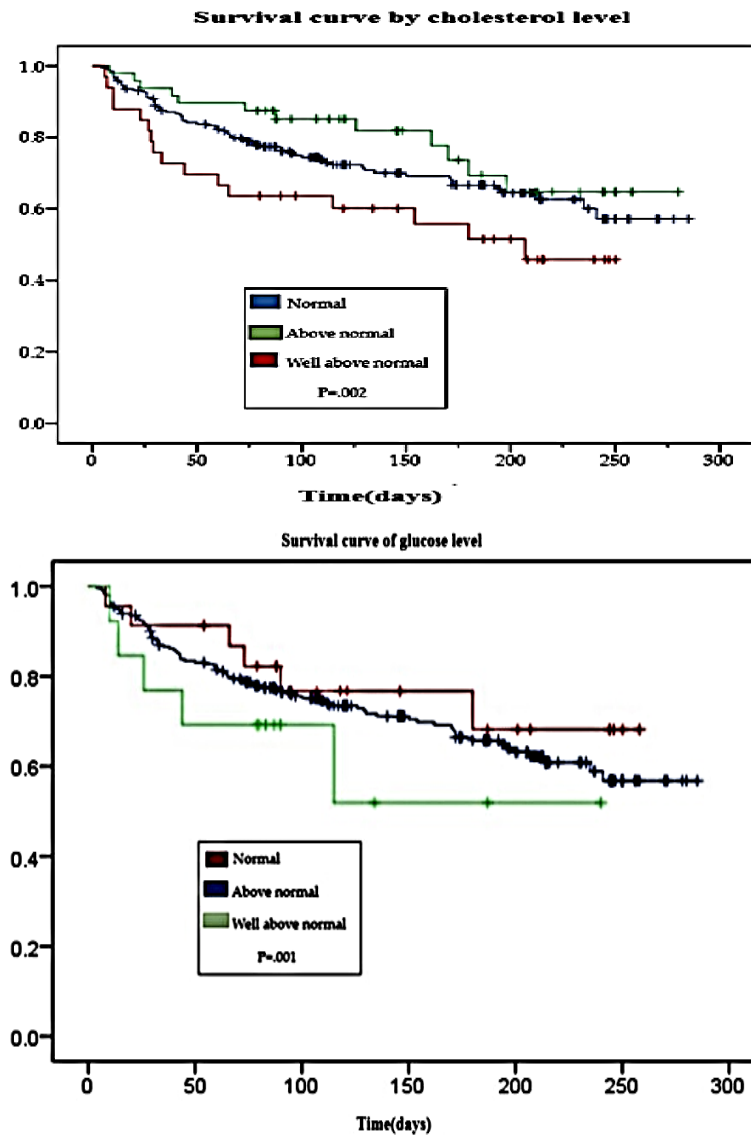 Survival curve by cholesterol level
1.0
0.8
0.6
0.4
0.2
0.0
Normal
Above normal
Well above normal
P=.002
0 50 100 150 200 250 300
Time(days)
Survival curve of glucose level
1.0
0.8
0.6
0.4
0.2
0.0
Normal
Above normal
Well above normal
P=.001
0 50 100 150 200 250 300
Time(days)